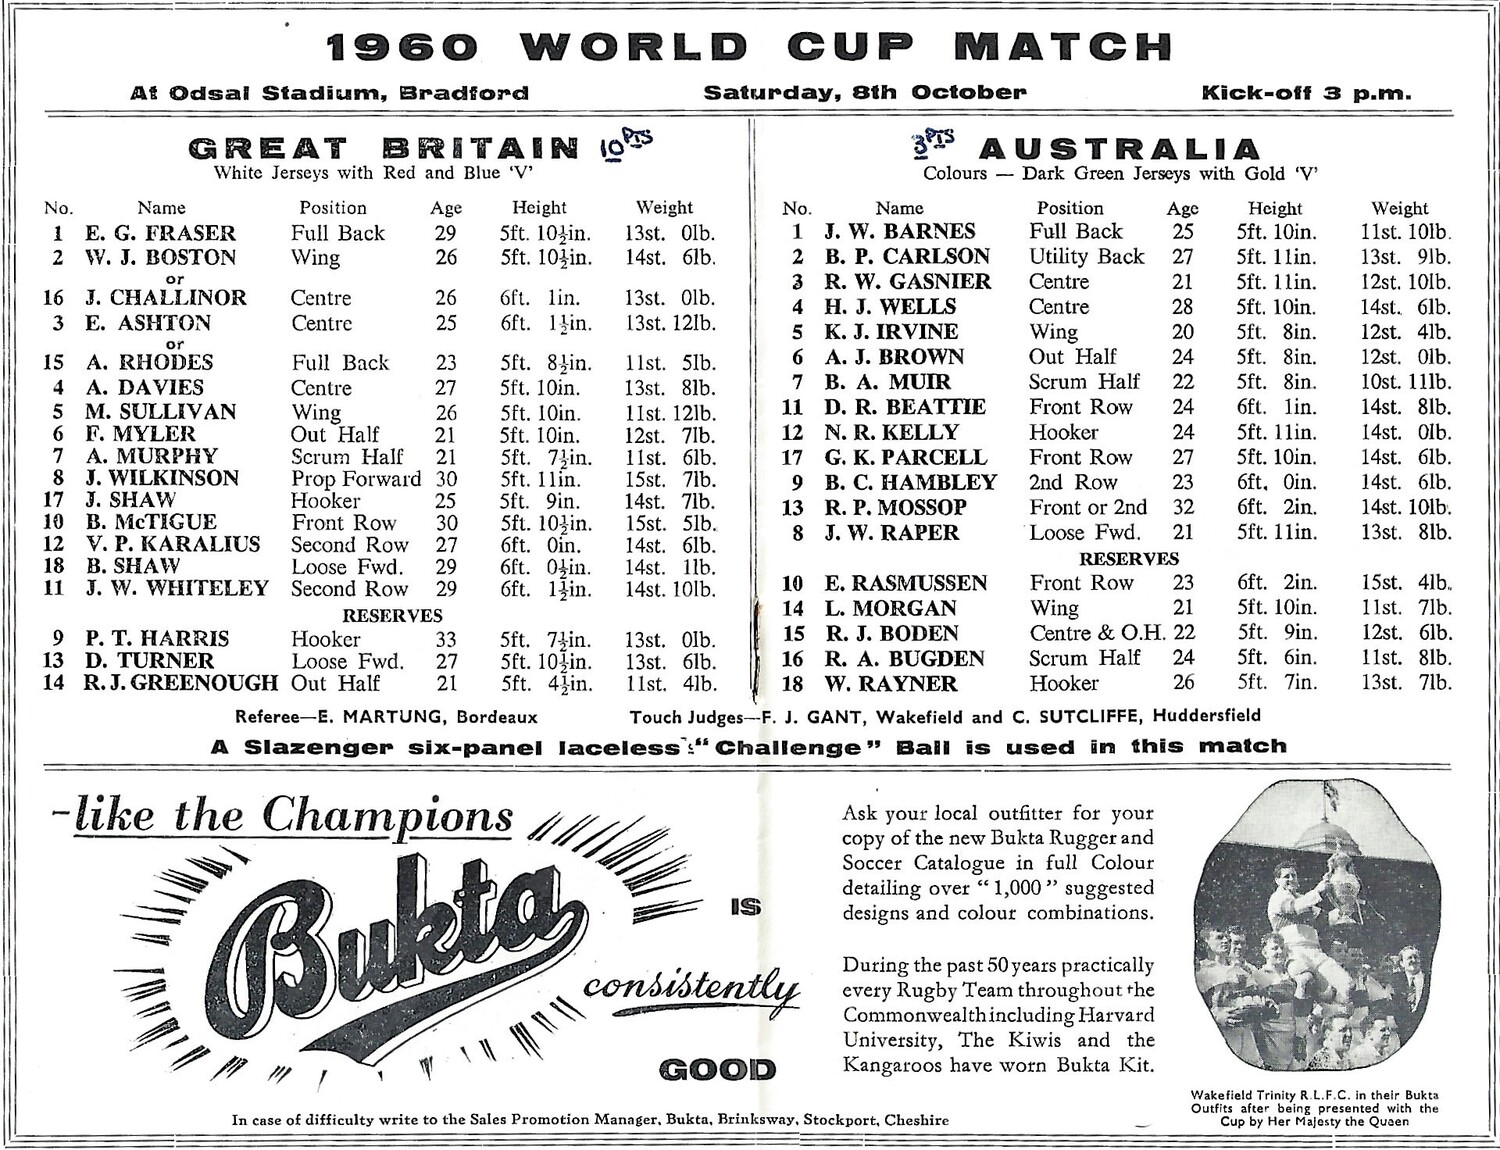 1960 WORLD CUP MATCH
At Odsal Stadium, Bradford Saturday, 8th October Kick-off 3 p.m.
GREAT BRITAIN 10 PTS
White Jerseys with Red and Blue 'V'
No. Name Position Age Height Weight
1 E. G. FRASER Full Back 29 5ft. 10½in. 13st. 0lb.
2 W. J. BOSTON Wing 26 5ft. 10½in. 14st. 6lb.
or
16 J. CHALLINOR Centre 26 6ft. 1in. 13st. 0lb.
3 E. ASHTON Centre 25 6ft. 1½in. 13st. 12lb.
or
15 A. RHODES Full Back 23 5ft. 8½in. 11st. 5lb.
4 A. DAVIES Centre 27 5ft. 10in. 13st. 8lb.
5 M. SULLIVAN Wing 26 5ft. 10in. 11st. 12lb.
6 F. MYLER Out Half 21 5ft. 10in. 12st. 7lb.
7 A. MURPHY Scrum Half 21 5ft. 7½in. 11st. 6lb.
8 J. WILKINSON Prop Forward 30 5ft. 11in. 15st. 7lb.
17 J. SHAW Hooker 25 5ft. 9in. 14st. 7lb.
10 B. McTIGUE Front Row 30 5ft. 10½in. 15st. 5lb.
12 V. P. KARALIUS Second Row 27 6ft. 0in. 14st. 6lb.
18 B. SHAW Loose Fwd. 29 6ft. 0½in. 14st. 1lb.
11 J. W. WHITELEY Second Row 29 6ft. 1½in. 14st. 10lb.
RESERVES
9 P. T. HARRIS Hooker 33 5ft. 7½in. 13st. 0lb.
13 D. TURNER Loose Fwd. 27 5ft. 10½in. 13st. 6lb.
14 R. J. GREENOUGH Out Half 21 5ft. 4½in. 11st. 4lb.
3 PTS AUSTRALIA
Colours — Dark Green Jerseys with Gold 'V'
No. Name Position Age Height Weight
1 J. W. BARNES Full Back 25 5ft. 10in. 11st. 10lb.
2 B. P. CARLSON Utility Back 27 5ft. 11in. 13st. 9lb.
3 R. W. GASNIER Centre 21 5ft. 11in. 12st. 10lb.
4 H. J. WELLS Centre 28 5ft. 10in. 14st. 6lb.
5 K. J. IRVINE Wing 20 5ft. 8in. 12st. 4lb.
6 A. J. BROWN Out Half 24 5ft. 8in. 12st. 0lb.
7 B. A. MUIR Scrum Half 22 5ft. 8in. 10st. 11lb.
11 D. R. BEATTIE Front Row 24 6ft. 1in. 14st. 8lb.
12 N. R. KELLY Hooker 24 5ft. 11in. 14st. 0lb.
17 G. K. PARCELL Front Row 27 5ft. 10in. 14st. 6lb.
9 B. C. HAMBLEY 2nd Row 23 6ft. 0in. 14st. 6lb.
13 R. P. MOSSOP Front or 2nd 32 6ft. 2in. 14st. 10lb.
8 J. W. RAPER Loose Fwd. 21 5ft. 11in. 13st. 8lb.
RESERVES
10 E. RASMUSSEN Front Row 23 6ft. 2in. 15st. 4lb.
14 L. MORGAN Wing 21 5ft. 10in. 11st. 7lb.
15 R. J. BODEN Centre & O.H. 22 5ft. 9in. 12st. 6lb.
16 R. A. BUGDEN Scrum Half 24 5ft. 6in. 11st. 8lb.
18 W. RAYNER Hooker 26 5ft. 7in. 13st. 7lb.
Referee—E. MARTUNG, Bordeaux Touch Judges—F. J. GANT, Wakefield and C. SUTCLIFFE, Huddersfield
A Slazenger six-panel laceless "Challenge" Ball is used in this match
-like the Champions
Bukta
IS
consistently
GOOD
Ask your local outfitter for your
copy of the new Bukta Rugger and
Soccer Catalogue in full Colour
detailing over "1,000" suggested
designs and colour combinations.
During the past 50 years practically
every Rugby Team throughout the
Commonwealth including Harvard
University, The Kiwis and the
Kangaroos have worn Bukta Kit.
Wakefield Trinity R.L.F.C. in their Bukta
Outfits after being presented with the
Cup by Her Majesty the Queen
In case of difficulty write to the Sales Promotion Manager, Bukta, Brinksway, Stockport, Cheshire